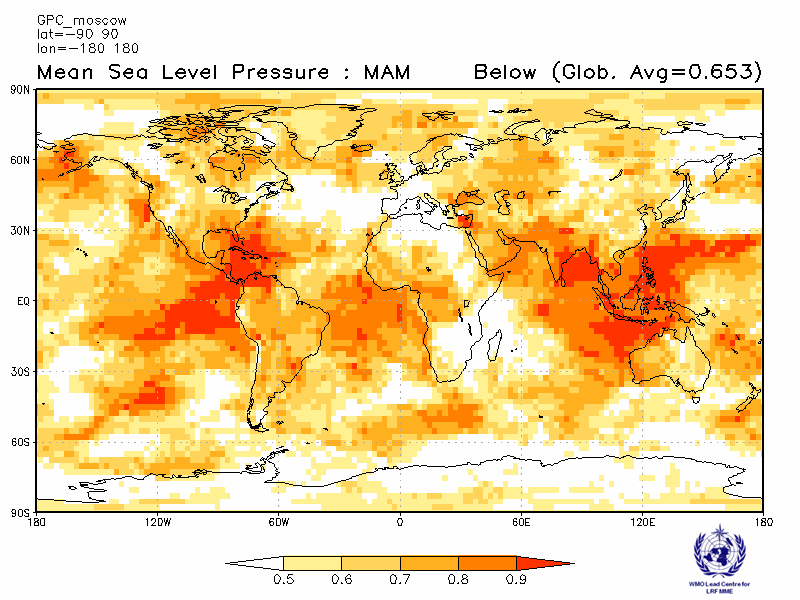 GPC_moscow
lat=−90 90
lon=−180 180
Mean Sea Level Pressure : MAM Below (Glob. Avg=0.653)
90N
60N
30N
EQ
30S
60S
90S
180 120W 60W 0 60E 120E 180
0.5 0.6 0.7 0.8 0.9
WMO Lead Centre for
LRF MME